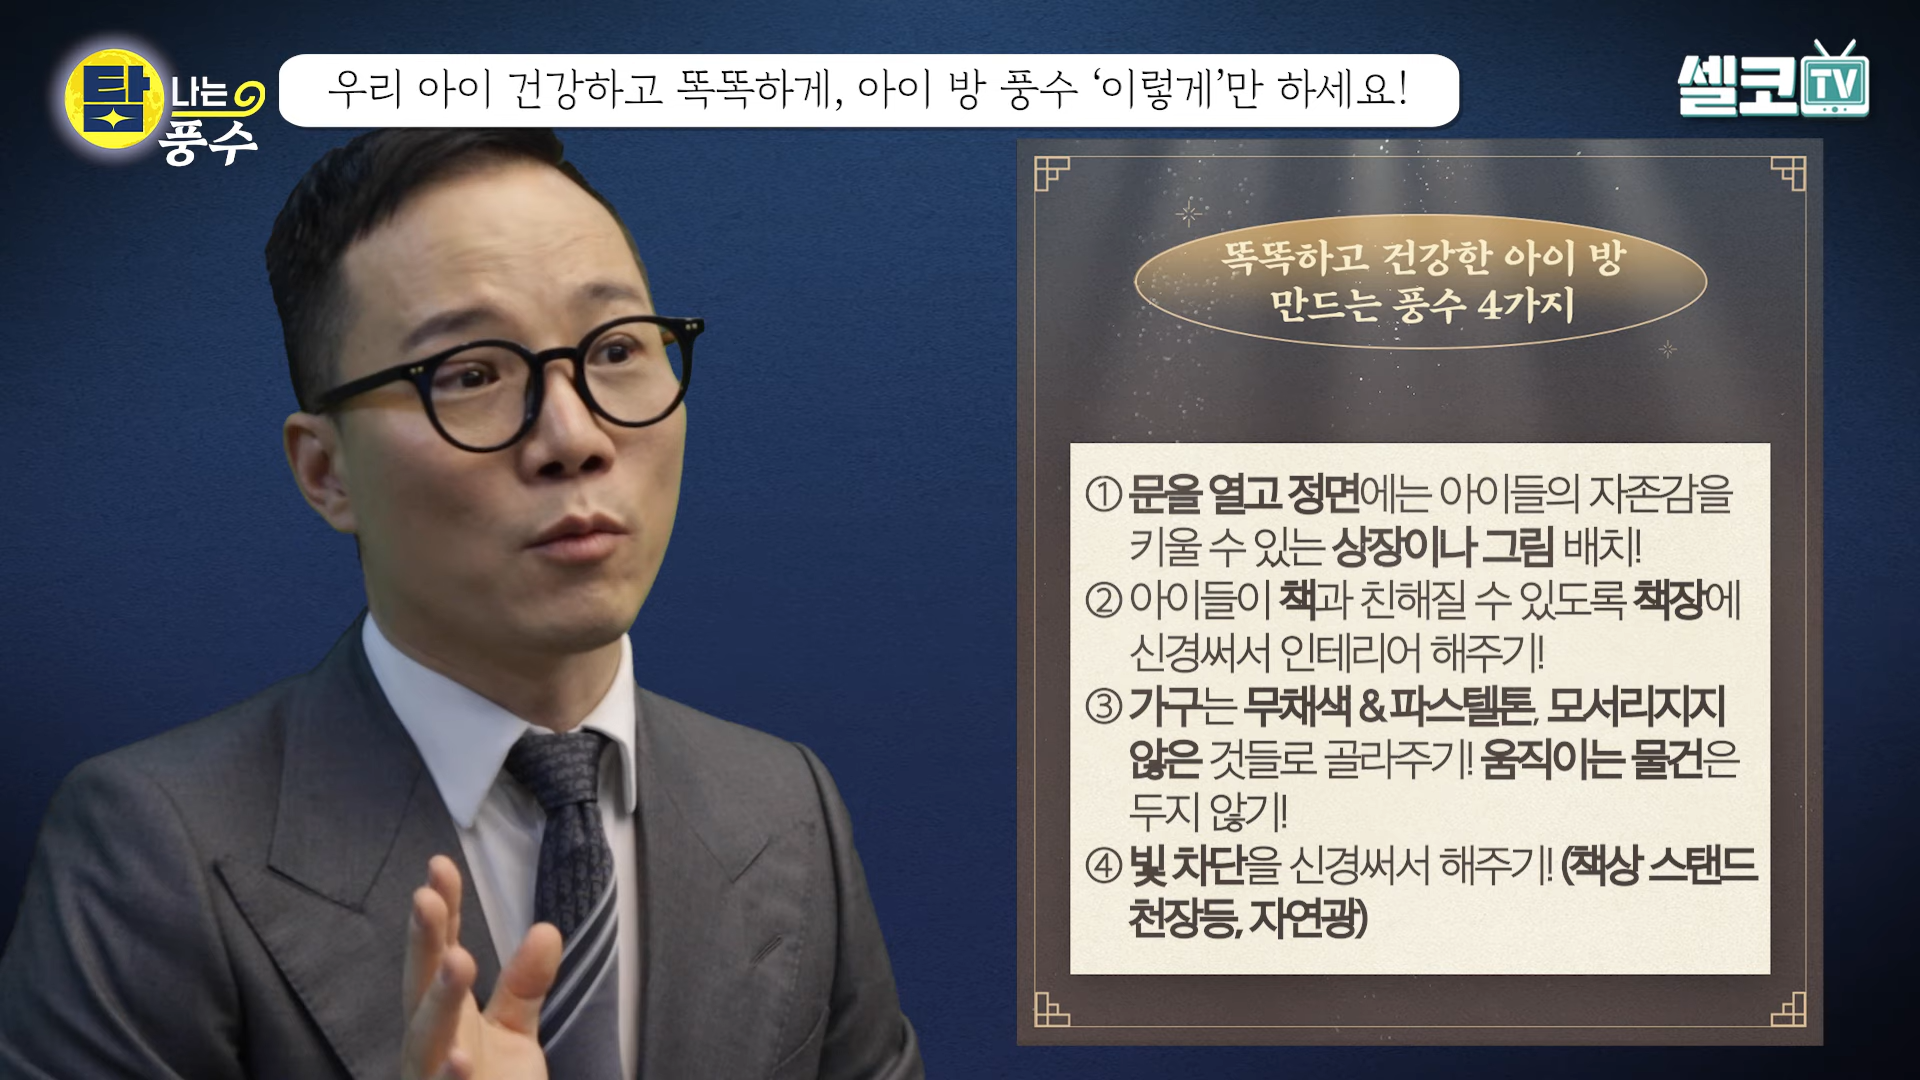 탐나는
풍수
우리 아이 건강하고 똑똑하게, 아이 방 풍수 ‘이렇게’만 하세요!
셀코TV
똑똑하고 건강한 아이 방
만드는 풍수 4가지
① 문을 열고 정면에는 아이들의 자존감을
키울 수 있는 상장이나 그림 배치!
② 아이들이 책과 친해질 수 있도록 책장에
신경써서 인테리어 해주기!
③ 가구는 무채색 & 파스텔톤, 모서리지지
않은 것들로 골라주기! 움직이는 물건은
두지 않기!
④ 빛 차단을 신경써서 해주기! (책상 스탠드
천장등, 자연광)